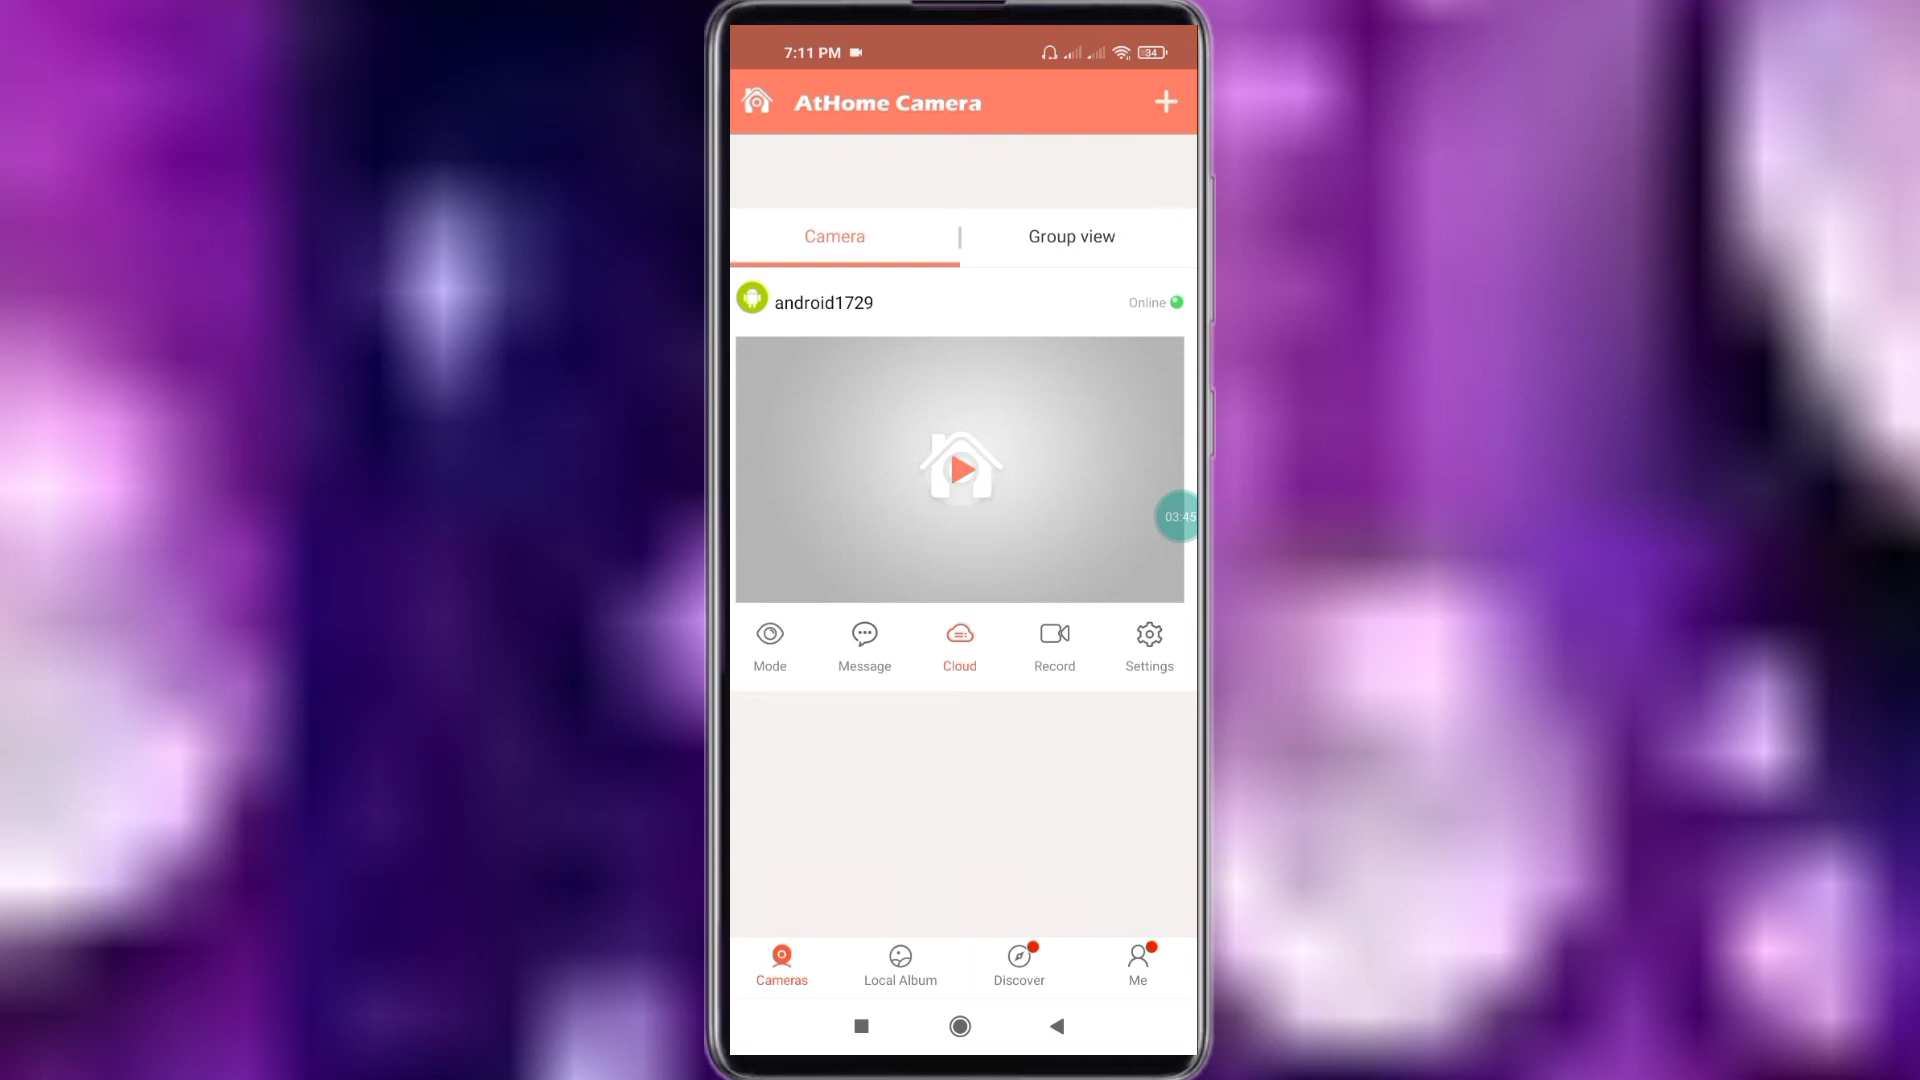 7:11 PM
34
AtHome Camera
Camera
Group view
android1729
Online
03:45
Mode
Message
Cloud
Record
Settings
Cameras
Local Album
Discover
Me